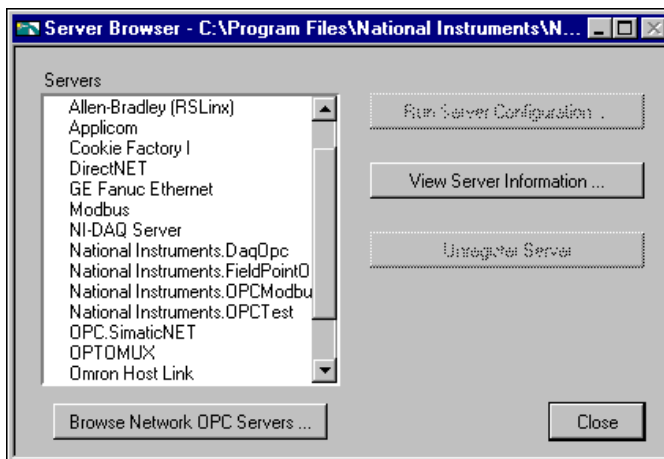 Server Browser - C:\Program Files\National Instruments\N...
Servers
Allen-Bradley (RSLinx)
Applicom
Cookie Factory I
DirectNET
GE Fanuc Ethernet
Modbus
NI-DAQ Server
National Instruments.DaqOpc
National Instruments.FieldPointO
National Instruments.OPCModbu
National Instruments.OPCTest
OPC.SimaticNET
OPTOMUX
Omron Host Link
Run Server Configuration ...
View Server Information ...
Unregister Server
Browse Network OPC Servers ...
Close